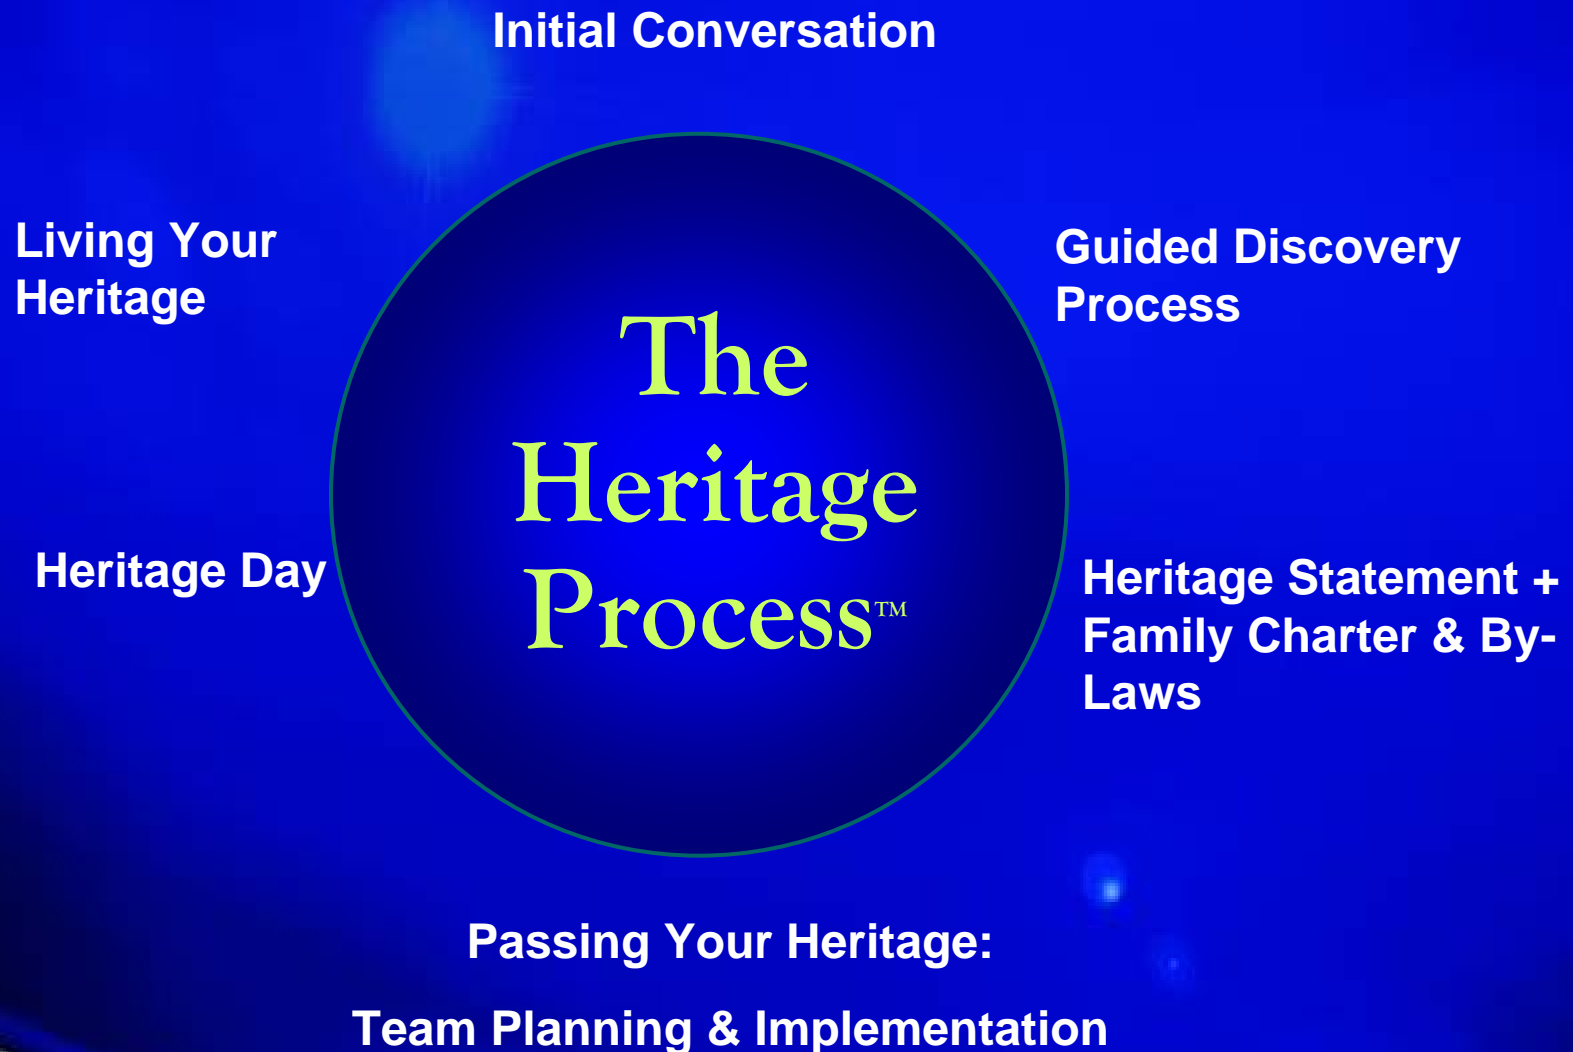 Initial Conversation
Living Your
Heritage
Guided Discovery
Process
The
Heritage
Process™
Heritage Day
Heritage Statement +
Family Charter & By-
Laws
Passing Your Heritage:
Team Planning & Implementation